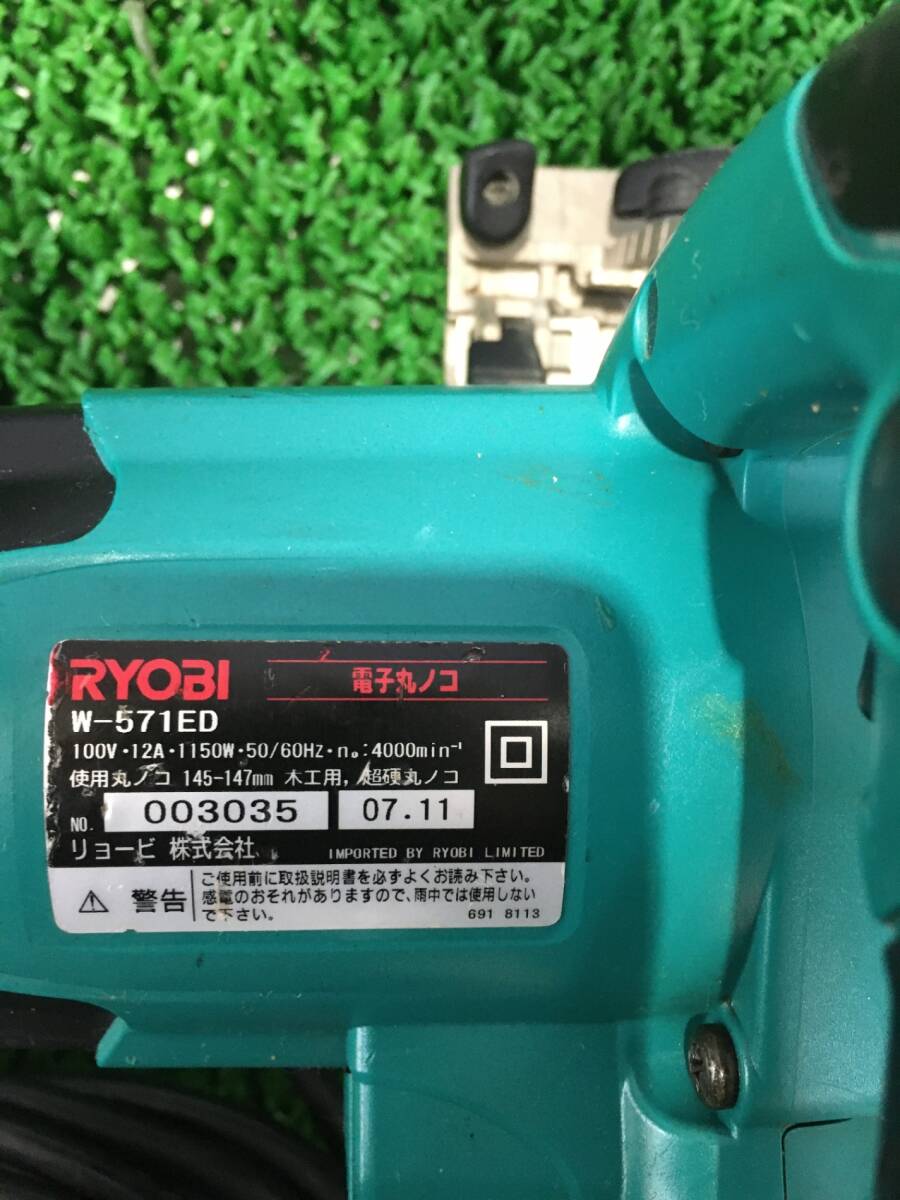 RYOBI 電子丸ノコ
W-571ED
100V・12A・1150W・50/60Hz・n₀:4000min⁻¹
使用丸ノコ 145-147mm 木工用, 超硬丸ノコ
NO. 003035 07.11
リョービ 株式会社 IMPORTED BY RYOBI LIMITED
⚠ 警告
ご使用前に取扱説明書を必ずよくお読み下さい。
感電のおそれがありますので、雨中では使用しない
で下さい。 691 8113